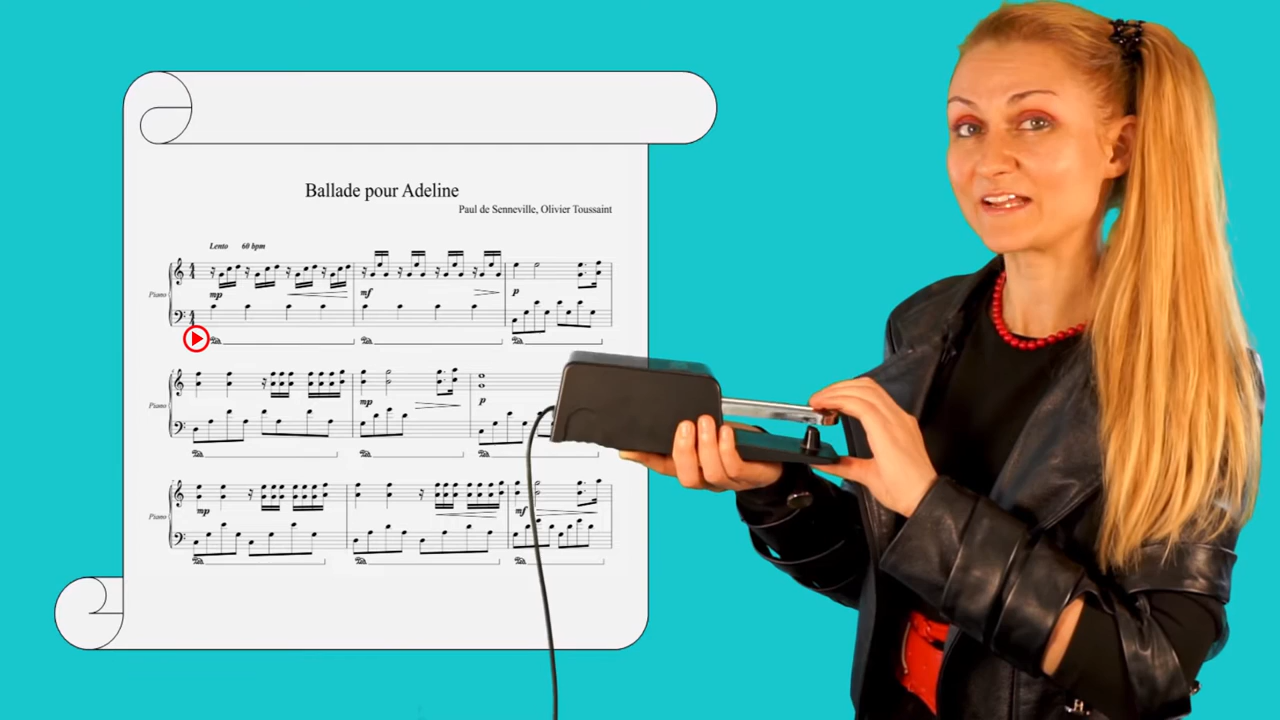 Ballade pour Adeline
Paul de Senneville, Olivier Toussaint
Lento 60 bpm
Piano
mp
mf
p
Piano
mp
p
Piano
mp
mf